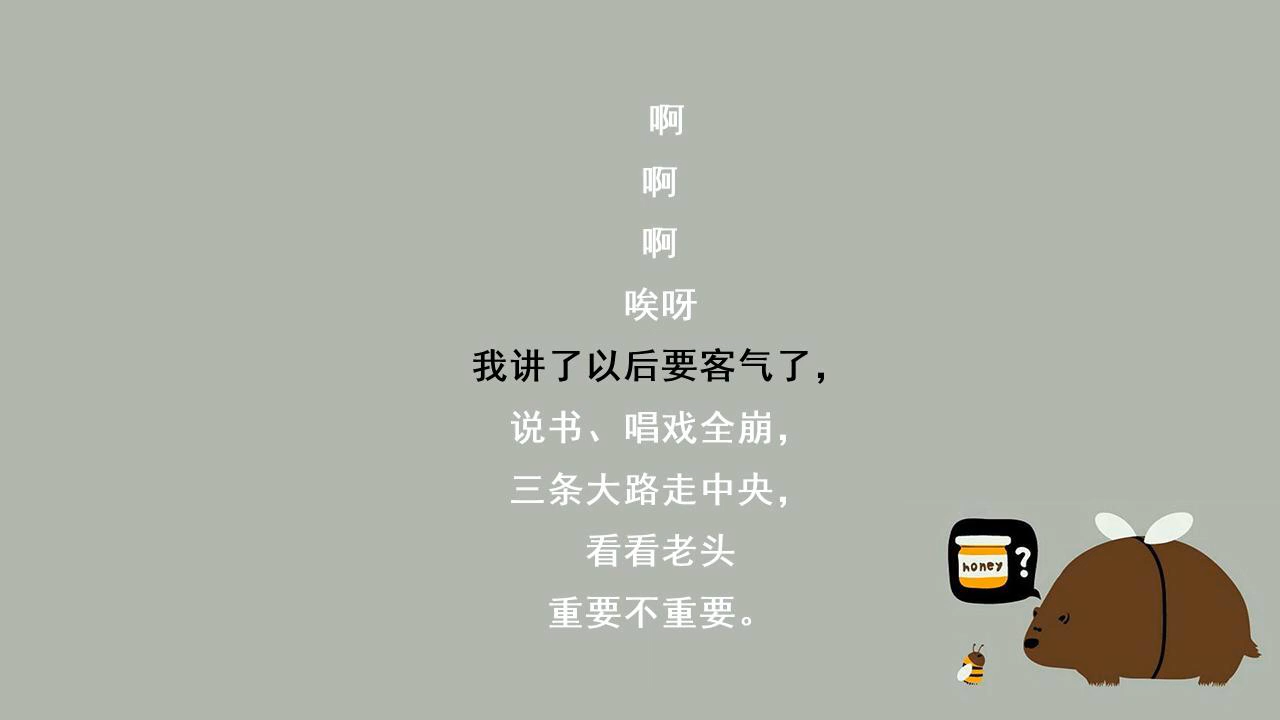 啊
啊
啊
唉呀
我讲了以后要客气了，
说书、唱戏全崩，
三条大路走中央，
看看老头
重要不重要。
honey
?